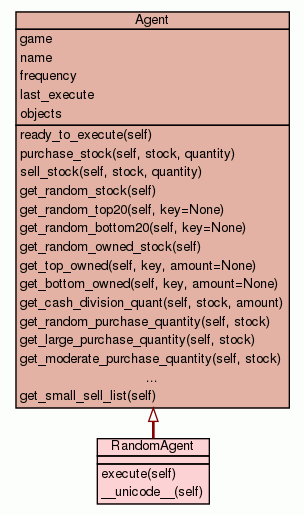 Agent
game
name
frequency
last_execute
objects
ready_to_execute(self)
purchase_stock(self, stock, quantity)
sell_stock(self, stock, quantity)
get_random_stock(self)
get_random_top20(self, key=None)
get_random_bottom20(self, key=None)
get_random_owned_stock(self)
get_top_owned(self, key, amount=None)
get_bottom_owned(self, key, amount=None)
get_cash_division_quant(self, stock, amount)
get_random_purchase_quantity(self, stock)
get_large_purchase_quantity(self, stock)
get_moderate_purchase_quantity(self, stock)
...
get_small_sell_list(self)
RandomAgent
execute(self)
__unicode__(self)